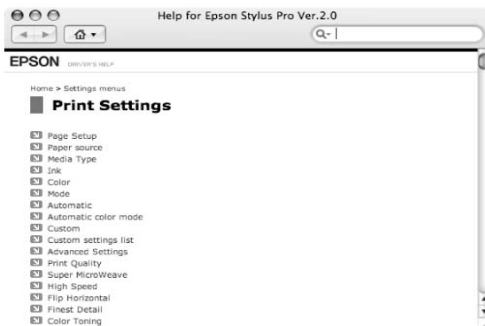 Help for Epson Stylus Pro Ver.2.0
EPSON DRIVER'S HELP
Home > Settings menus
Print Settings
Page Setup
Paper source
Media Type
Ink
Color
Mode
Automatic
Automatic color mode
Custom
Custom settings list
Advanced Settings
Print Quality
Super MicroWeave
High Speed
Flip Horizontal
Finest Detail
Color Toning